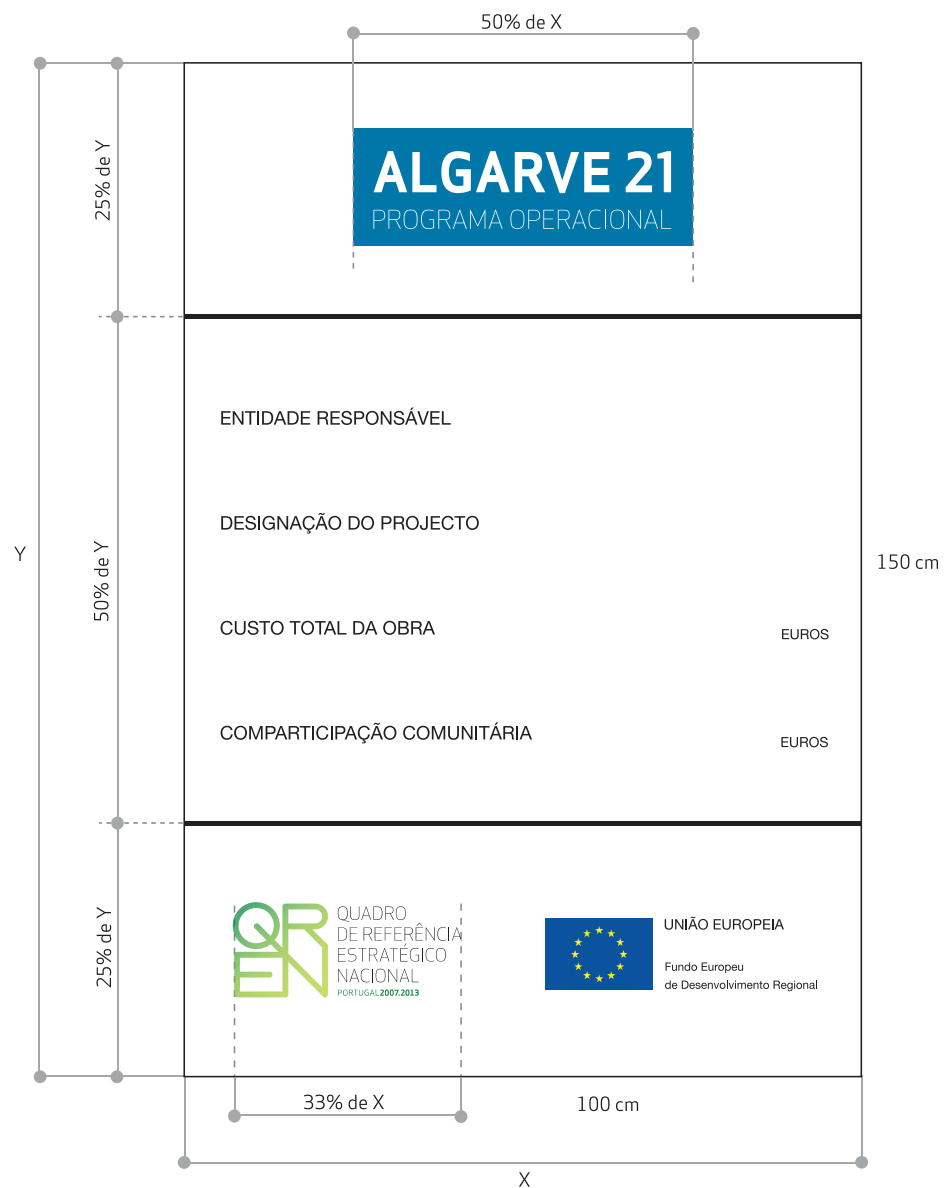 50% de X
25% de Y
ALGARVE 21
PROGRAMA OPERACIONAL
ENTIDADE RESPONSÁVEL
DESIGNAÇÃO DO PROJECTO
Y
50% de Y
150 cm
CUSTO TOTAL DA OBRA
EUROS
COMPARTICIPAÇÃO COMUNITÁRIA
EUROS
25% de Y
QREN
QUADRO
DE REFERÊNCIA
ESTRATÉGICO
NACIONAL
PORTUGAL2007.2013
UNIÃO EUROPEIA
Fundo Europeu
de Desenvolvimento Regional
33% de X
100 cm
X